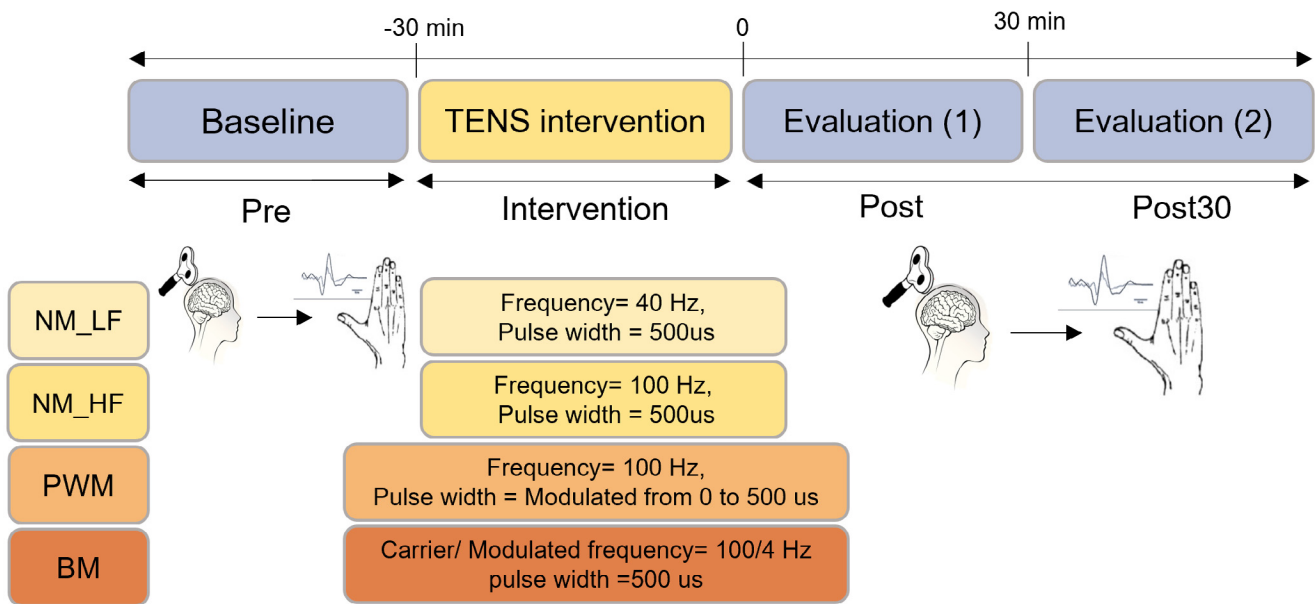 -30 min
0
30 min
Baseline
TENS intervention
Evaluation (1)
Evaluation (2)
Pre
Intervention
Post
Post30
NM_LF
Frequency= 40 Hz,
Pulse width = 500us
NM_HF
Frequency= 100 Hz,
Pulse width = 500us
PWM
Frequency= 100 Hz,
Pulse width = Modulated from 0 to 500 us
BM
Carrier/ Modulated frequency= 100/4 Hz
pulse width =500 us